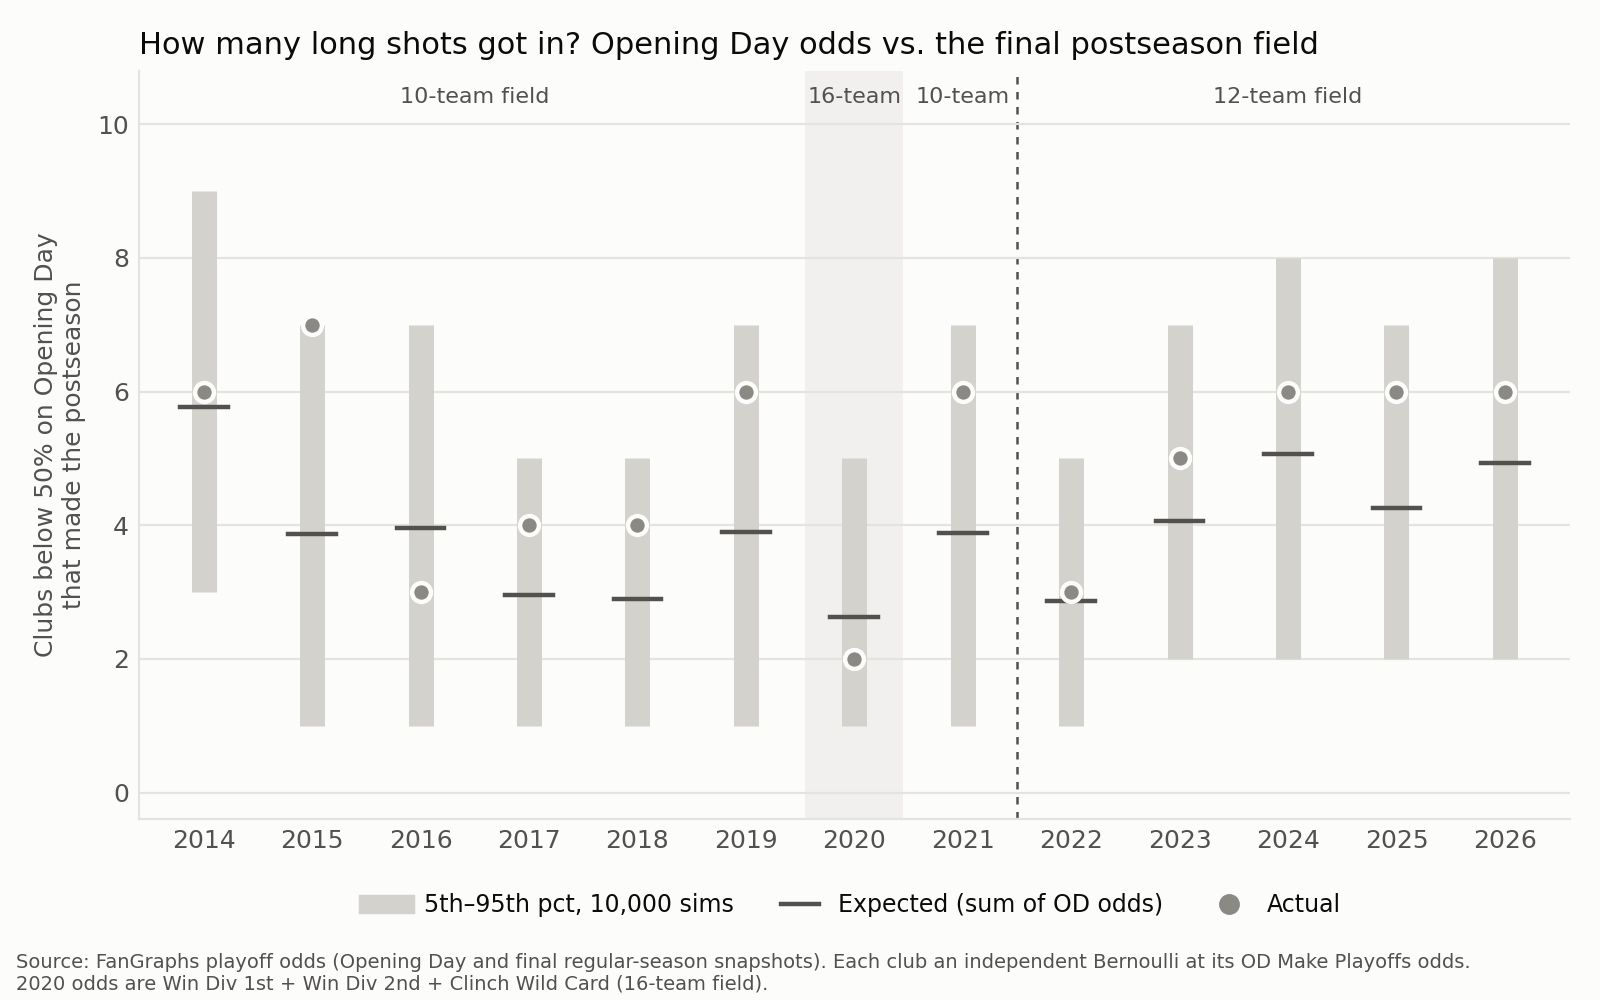 How many long shots got in? Opening Day odds vs. the final postseason field
10-team field
16-team
10-team
12-team field
Clubs below 50% on Opening Day
that made the postseason
10
8
6
4
2
0
2014
2015
2016
2017
2018
2019
2020
2021
2022
2023
2024
2025
2026
5th–95th pct, 10,000 sims
Expected (sum of OD odds)
Actual
Source: FanGraphs playoff odds (Opening Day and final regular-season snapshots). Each club an independent Bernoulli at its OD Make Playoffs odds.
2020 odds are Win Div 1st + Win Div 2nd + Clinch Wild Card (16-team field).